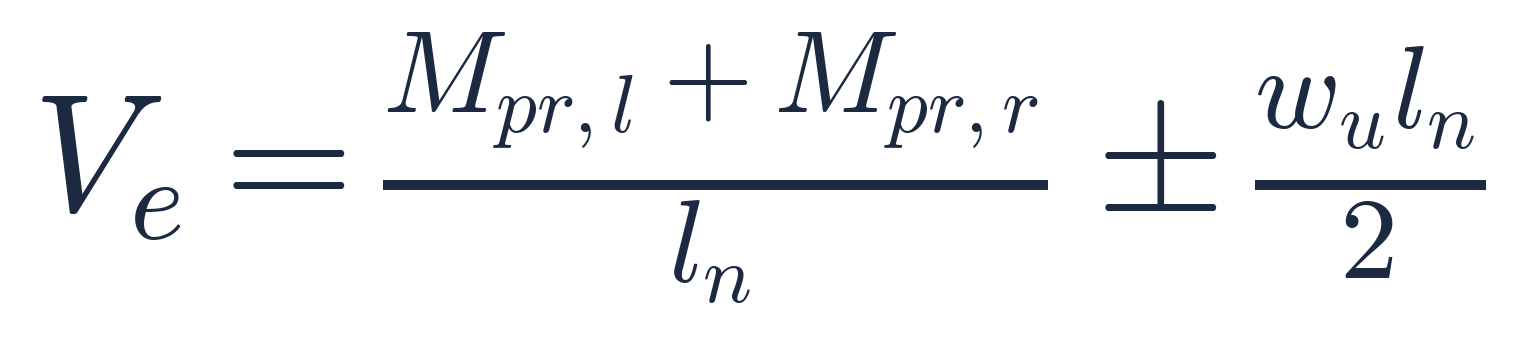 $V_e = \frac{M_{pr,l} + M_{pr,r}}{l_n} \pm \frac{w_u l_n}{2}$